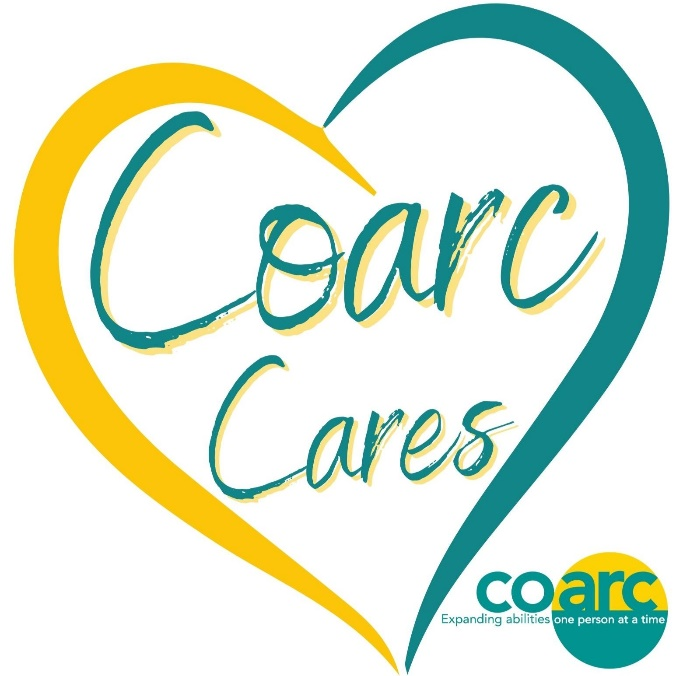 Coarc
Cares
coarc
Expanding abilities one person at a time